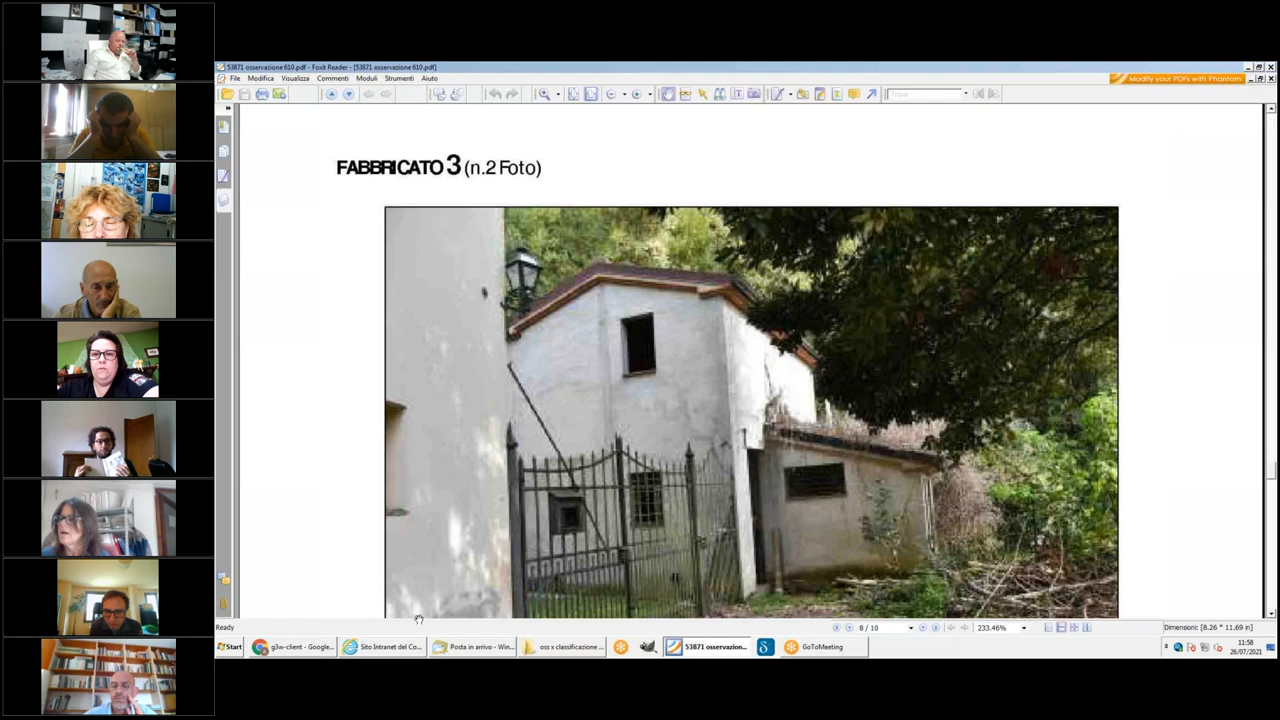 53871 osservazione 610.pdf - Foxit Reader - [53871 osservazione 610.pdf]
File Modifica Visualizza Commenti Moduli Strumenti Aiuto
Modify your PDFs with Phantom
Trova
FABBRICATO 3 (n.2 Foto)
Ready
8 / 10
233.46%
Dimensioni: [8.26 * 11.69 in]
Start
g3w-client - Google...
Sito Intranet del Co...
Posta in arrivo - Win...
oss x classificazione ...
53871 osservazion...
GoToMeeting
11:58
26/07/2021